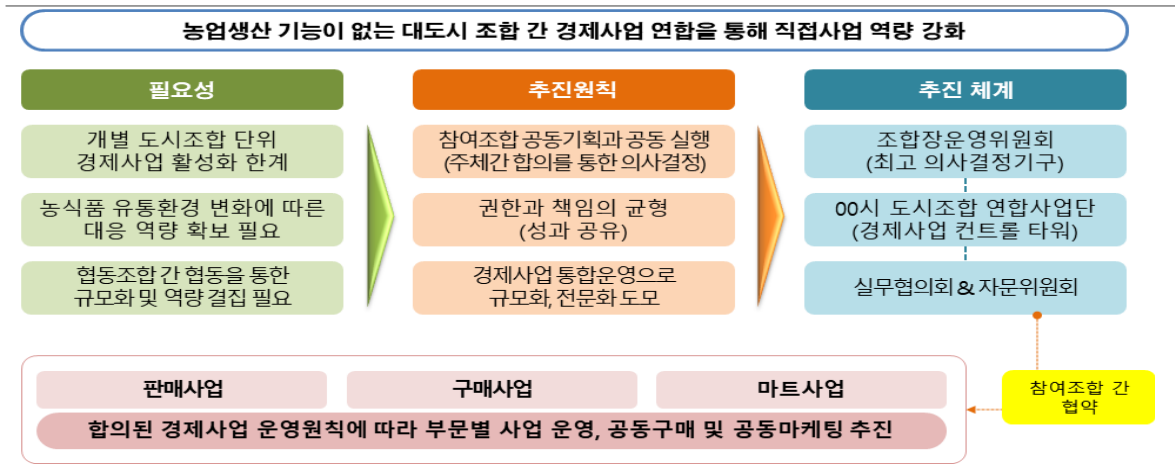 농업생산 기능이 없는 대도시 조합 간 경제사업 연합을 통해 직접사업 역량 강화
필요성
개별 도시조합 단위
경제사업 활성화 한계
농식품 유통환경 변화에 따른
대응 역량 확보 필요
협동조합 간 협동을 통한
규모화 및 역량 결집 필요
추진원칙
참여조합 공동기획과 공동 실행
(주체간 합의를 통한 의사결정)
권한과 책임의 균형
(성과 공유)
경제사업 통합운영으로
규모화, 전문화 도모
추진 체계
조합장운영위원회
(최고 의사결정기구)
00시 도시조합 연합사업단
(경제사업 컨트롤 타워)
실무협의회 & 자문위원회
참여조합 간
협약
판매사업
구매사업
마트사업
합의된 경제사업 운영원칙에 따라 부문별 사업 운영, 공동구매 및 공동마케팅 추진